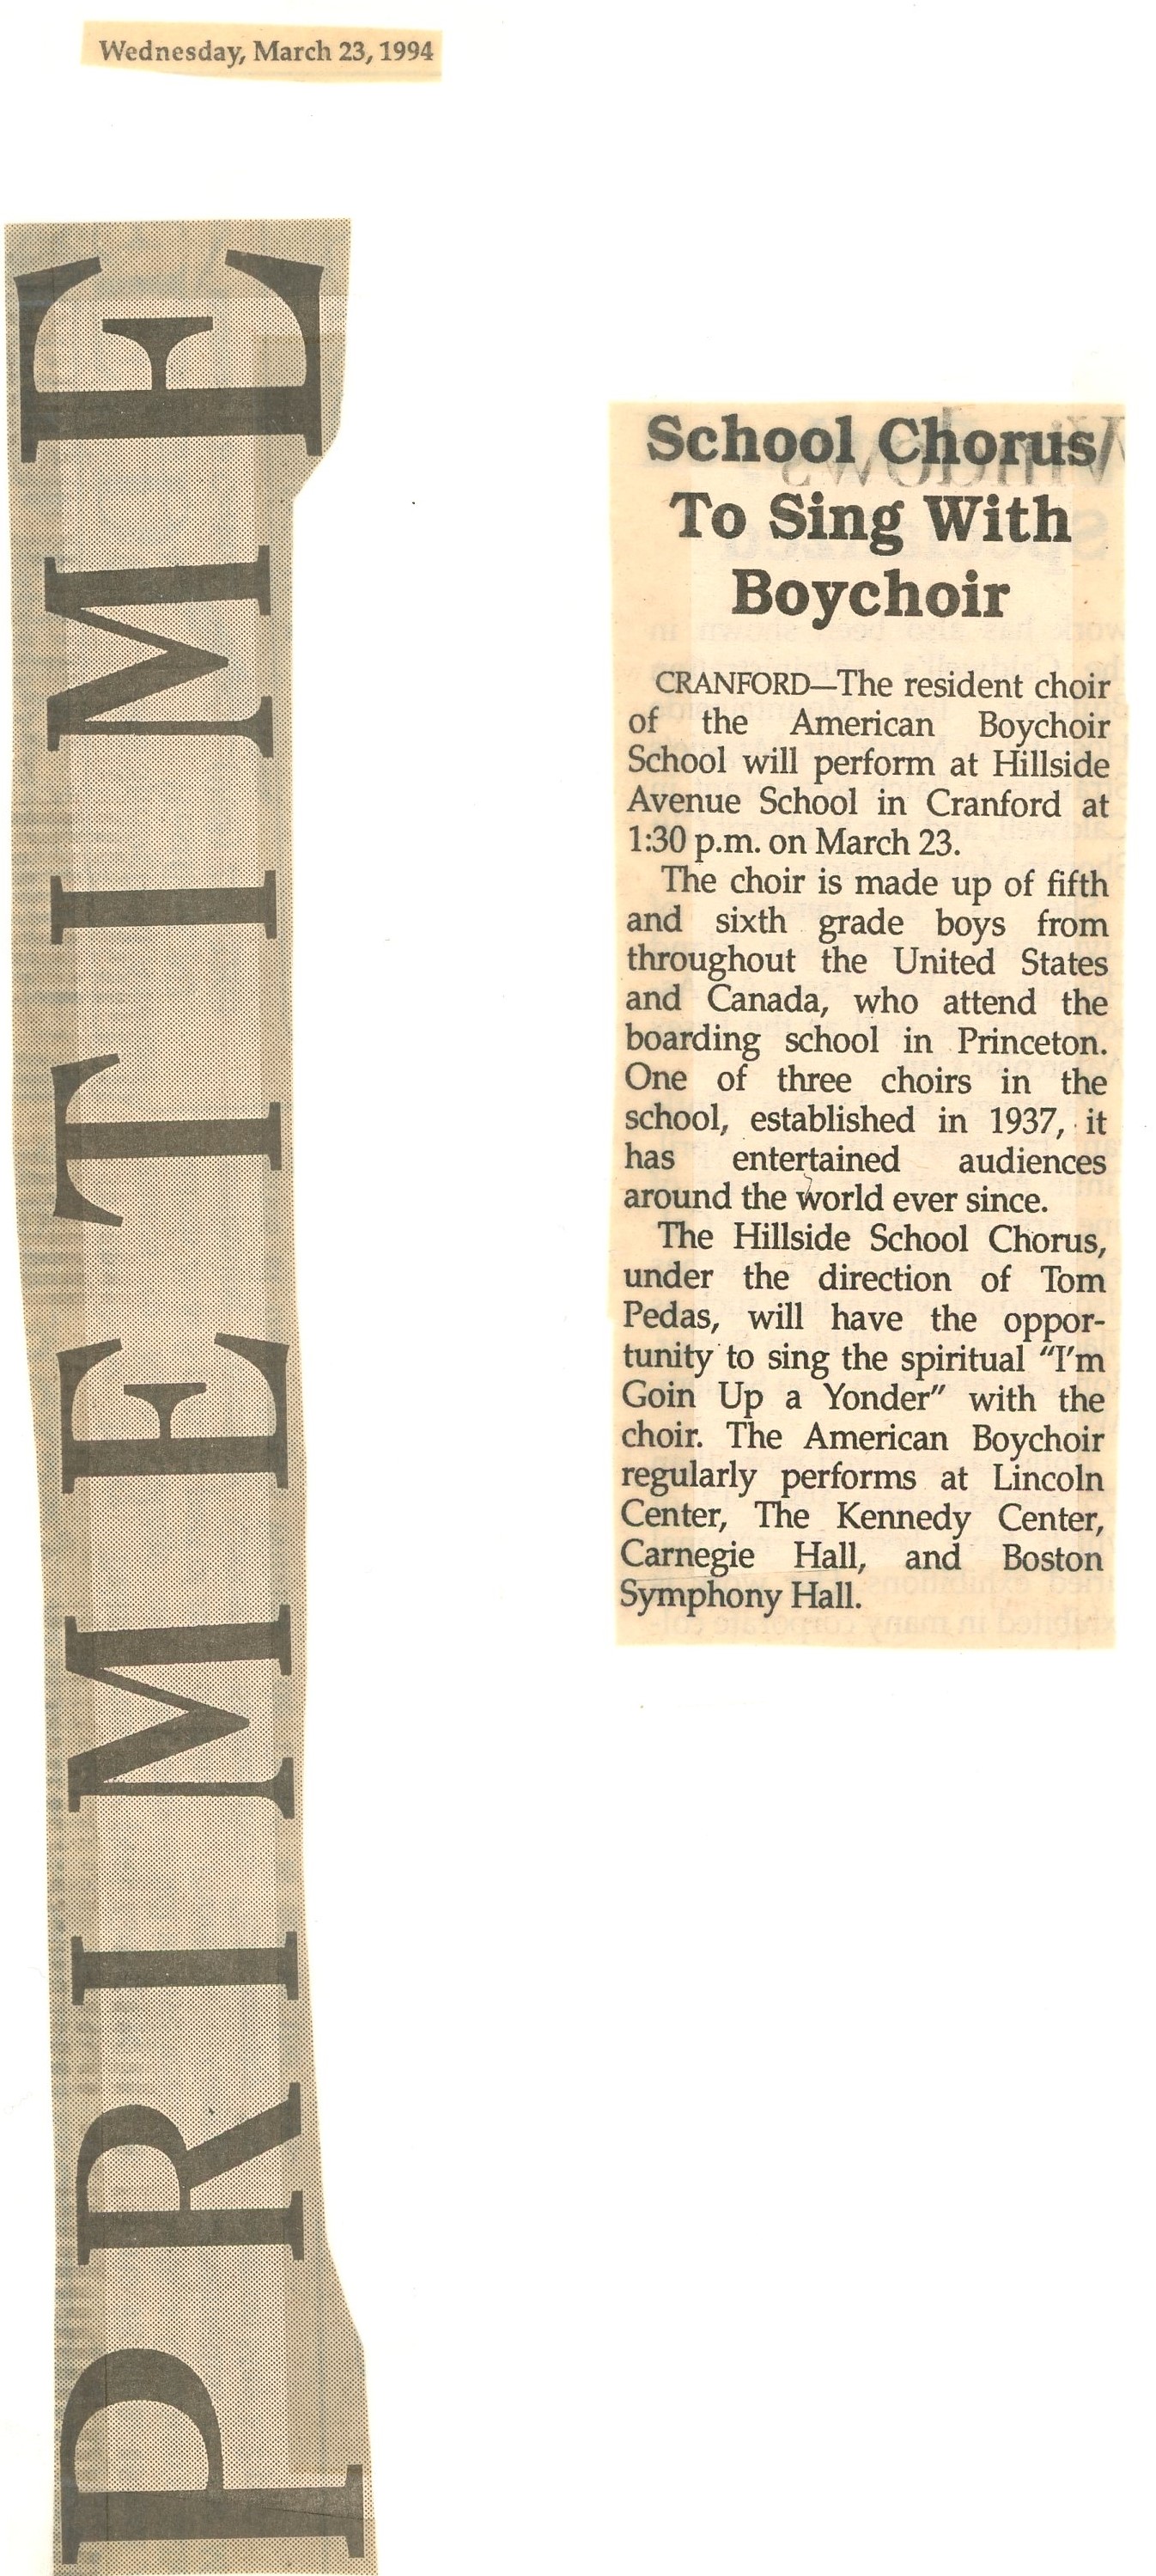 Wednesday, March 23, 1994
PRIMETIME
School Chorus
To Sing With
Boychoir
CRANFORD—The resident choir
of the American Boychoir
School will perform at Hillside
Avenue School in Cranford at
1:30 p.m. on March 23.
The choir is made up of fifth
and sixth grade boys from
throughout the United States
and Canada, who attend the
boarding school in Princeton.
One of three choirs in the
school, established in 1937, it
has entertained audiences
around the world ever since.
The Hillside School Chorus,
under the direction of Tom
Pedas, will have the oppor-
tunity to sing the spiritual “I’m
Goin Up a Yonder” with the
choir. The American Boychoir
regularly performs at Lincoln
Center, The Kennedy Center,
Carnegie Hall, and Boston
Symphony Hall.